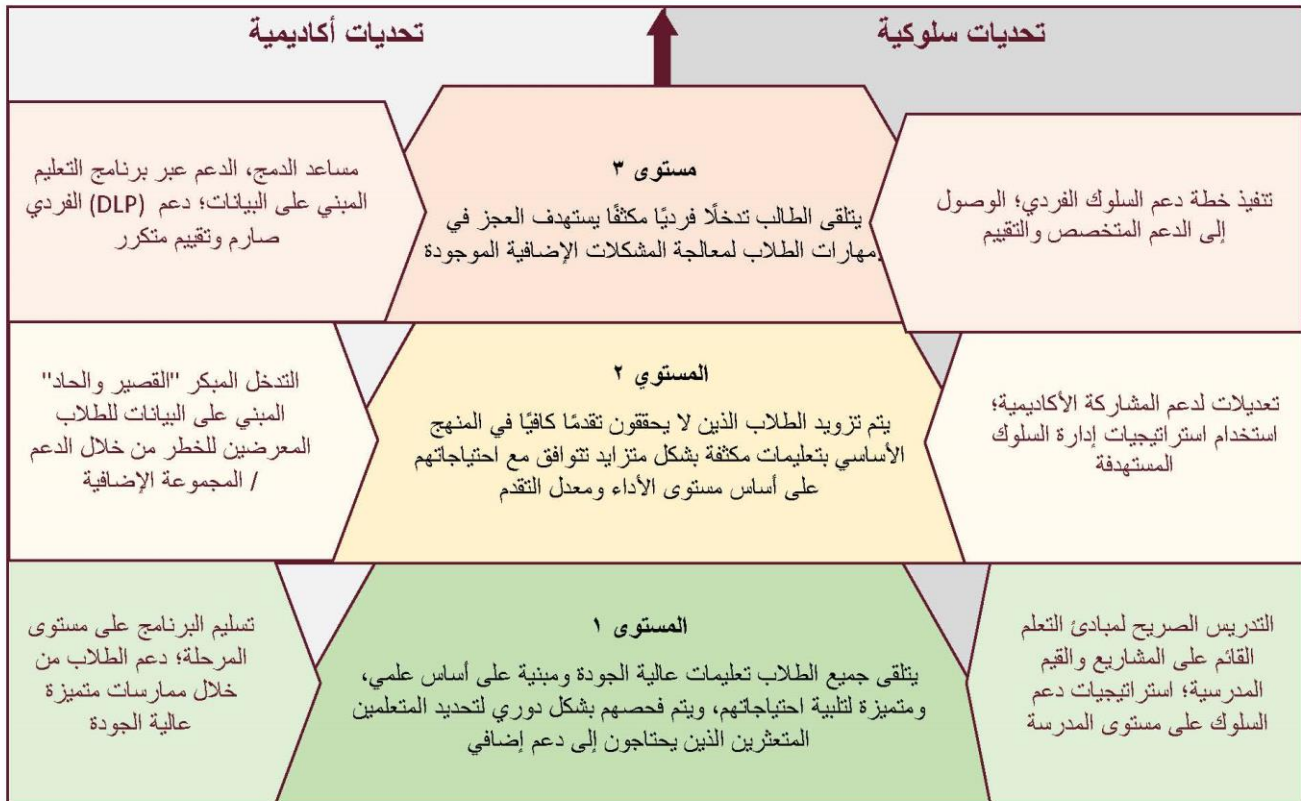 تحديات سلوكية
تحديات أكاديمية
تنفيذ خطة دعم السلوك الفردي؛ الوصول
إلى الدعم المتخصص والتقييم
مستوى ٣
يتلقى الطالب تدخلًا فرديًا مكثفًا يستهدف العجز في
مهارات الطلاب لمعالجة المشكلات الإضافية الموجودة.
مساعد الدمج، الدعم عبر برنامج التعليم
المبني على البيانات؛ دعم (DLP) الفردي
صارم وتقييم متكرر
تعديلات لدعم المشاركة الأكاديمية؛
استخدام استراتيجيات إدارة السلوك
المستهدفة
المستوي ٢
يتم تزويد الطلاب الذين لا يحققون تقدمًا كافيًا في المنهج
الأساسي بتعليمات مكثفة بشكل متزايد تتوافق مع احتياجاتهم
على أساس مستوى الأداء ومعدل التقدم
التدخل المبكر "القصير والحاد"
المبني على البيانات للطلاب
المعرضين للخطر من خلال الدعم
/ المجموعة الإضافية
التدريس الصريح لمبادئ التعلم
القائم على المشاريع والقيم
المدرسية؛ استراتيجيات دعم
السلوك على مستوى المدرسة
المستوى ١
يتلقى جميع الطلاب تعليمات عالية الجودة ومبنية على أساس علمي،
ومتميزة لتلبية احتياجاتهم، ويتم فحصهم بشكل دوري لتحديد المتعلمين
المتعثرين الذين يحتاجون إلى دعم إضافي
تسليم البرنامج على مستوى
المرحلة؛ دعم الطلاب من
خلال ممارسات متميزة
عالية الجودة